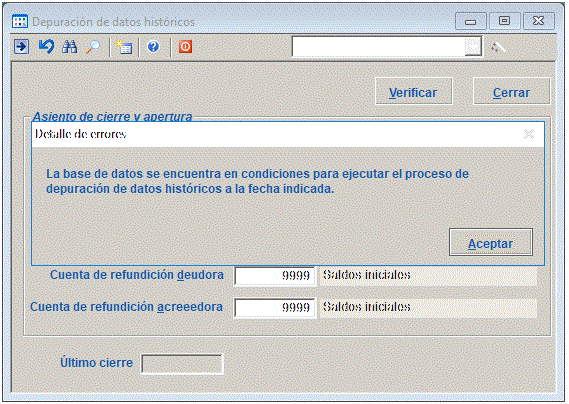 Depuración de datos históricos
Verificar
Cerrar
Asiento de cierre y apertura
Detalle de errores
La base de datos se encuentra en condiciones para ejecutar el proceso de
depuración de datos históricos a la fecha indicada.
Aceptar
Cuenta de refundición deudora 9999 Saldos iniciales
Cuenta de refundición acreeedora 9999 Saldos iniciales
Último cierre